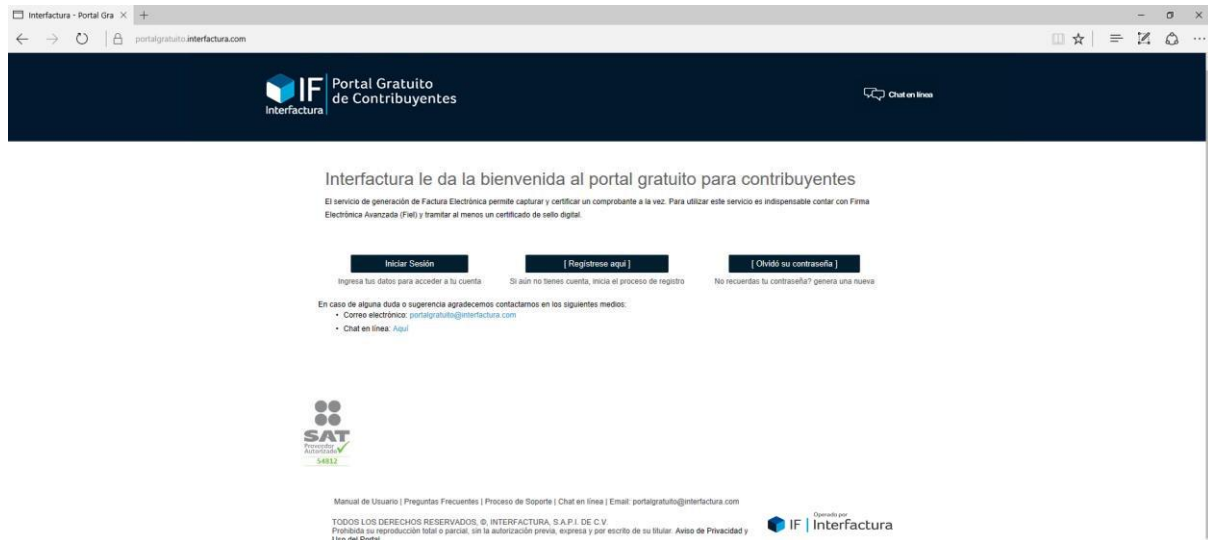 Interfactura - Portal Gra
portalgratuito.interfactura.com
IF
Interfactura
Portal Gratuito
de Contribuyentes
Chat en línea
Interfactura le da la bienvenida al portal gratuito para contribuyentes
El servicio de generación de Factura Electrónica permite capturar y certificar un comprobante a la vez. Para utilizar este servicio es indispensable contar con Firma
Electrónica Avanzada (Fiel) y tramitar al menos un certificado de sello digital.
Iniciar Sesión [ Regístrese aquí ] [ Olvidó su contraseña ]
Ingresa tus datos para acceder a tu cuenta Si aún no tienes cuenta, inicia el proceso de registro No recuerdas tu contraseña? genera una nueva
En caso de alguna duda o sugerencia agradecemos contactarnos en los siguientes medios:
• Correo electrónico: portalgratuito@interfactura.com
• Chat en línea: Aquí
SAT
Proveedor
Autorizado
54812
Manual de Usuario | Preguntas Frecuentes | Proceso de Soporte | Chat en línea | Email: portalgratuito@interfactura.com
TODOS LOS DERECHOS RESERVADOS, ©, INTERFACTURA, S.A.P.I. DE C.V.
Prohibida su reproducción total o parcial, sin la autorización previa, expresa y por escrito de su titular. Aviso de Privacidad y
Uso del Portal
Operado por
IF | Interfactura